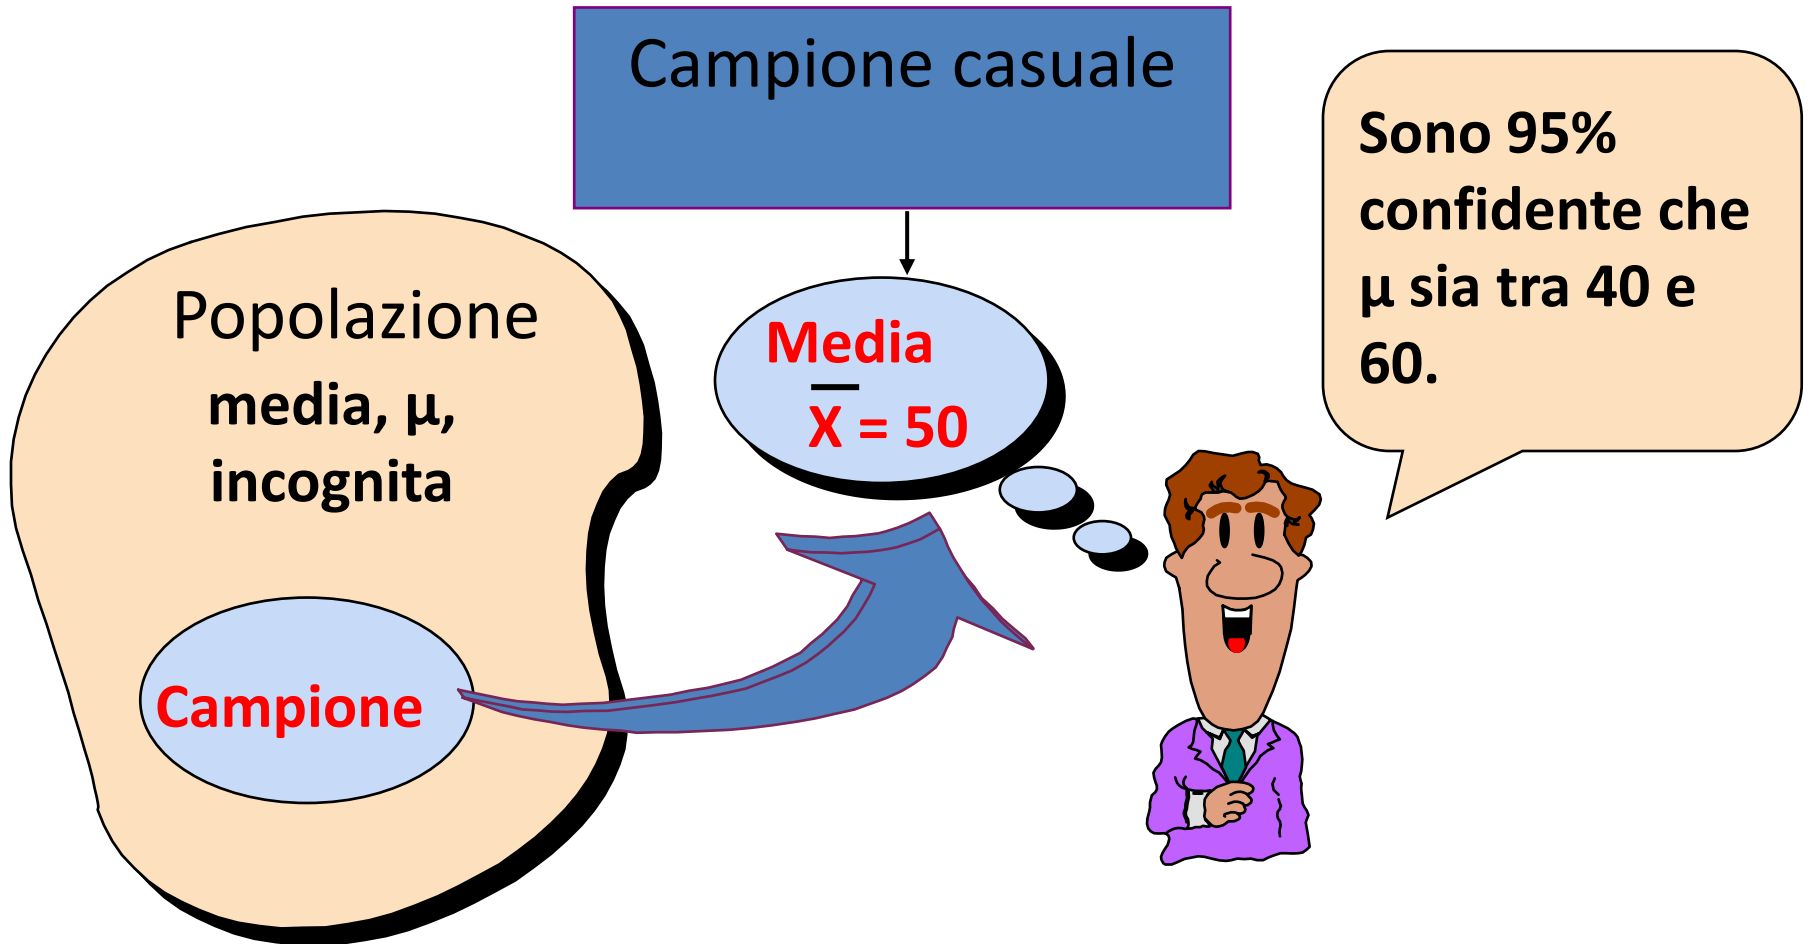 Campione casuale
Popolazione
media, μ,
incognita
Campione
Media
X̅ = 50
Sono 95%
confidente che
μ sia tra 40 e
60.